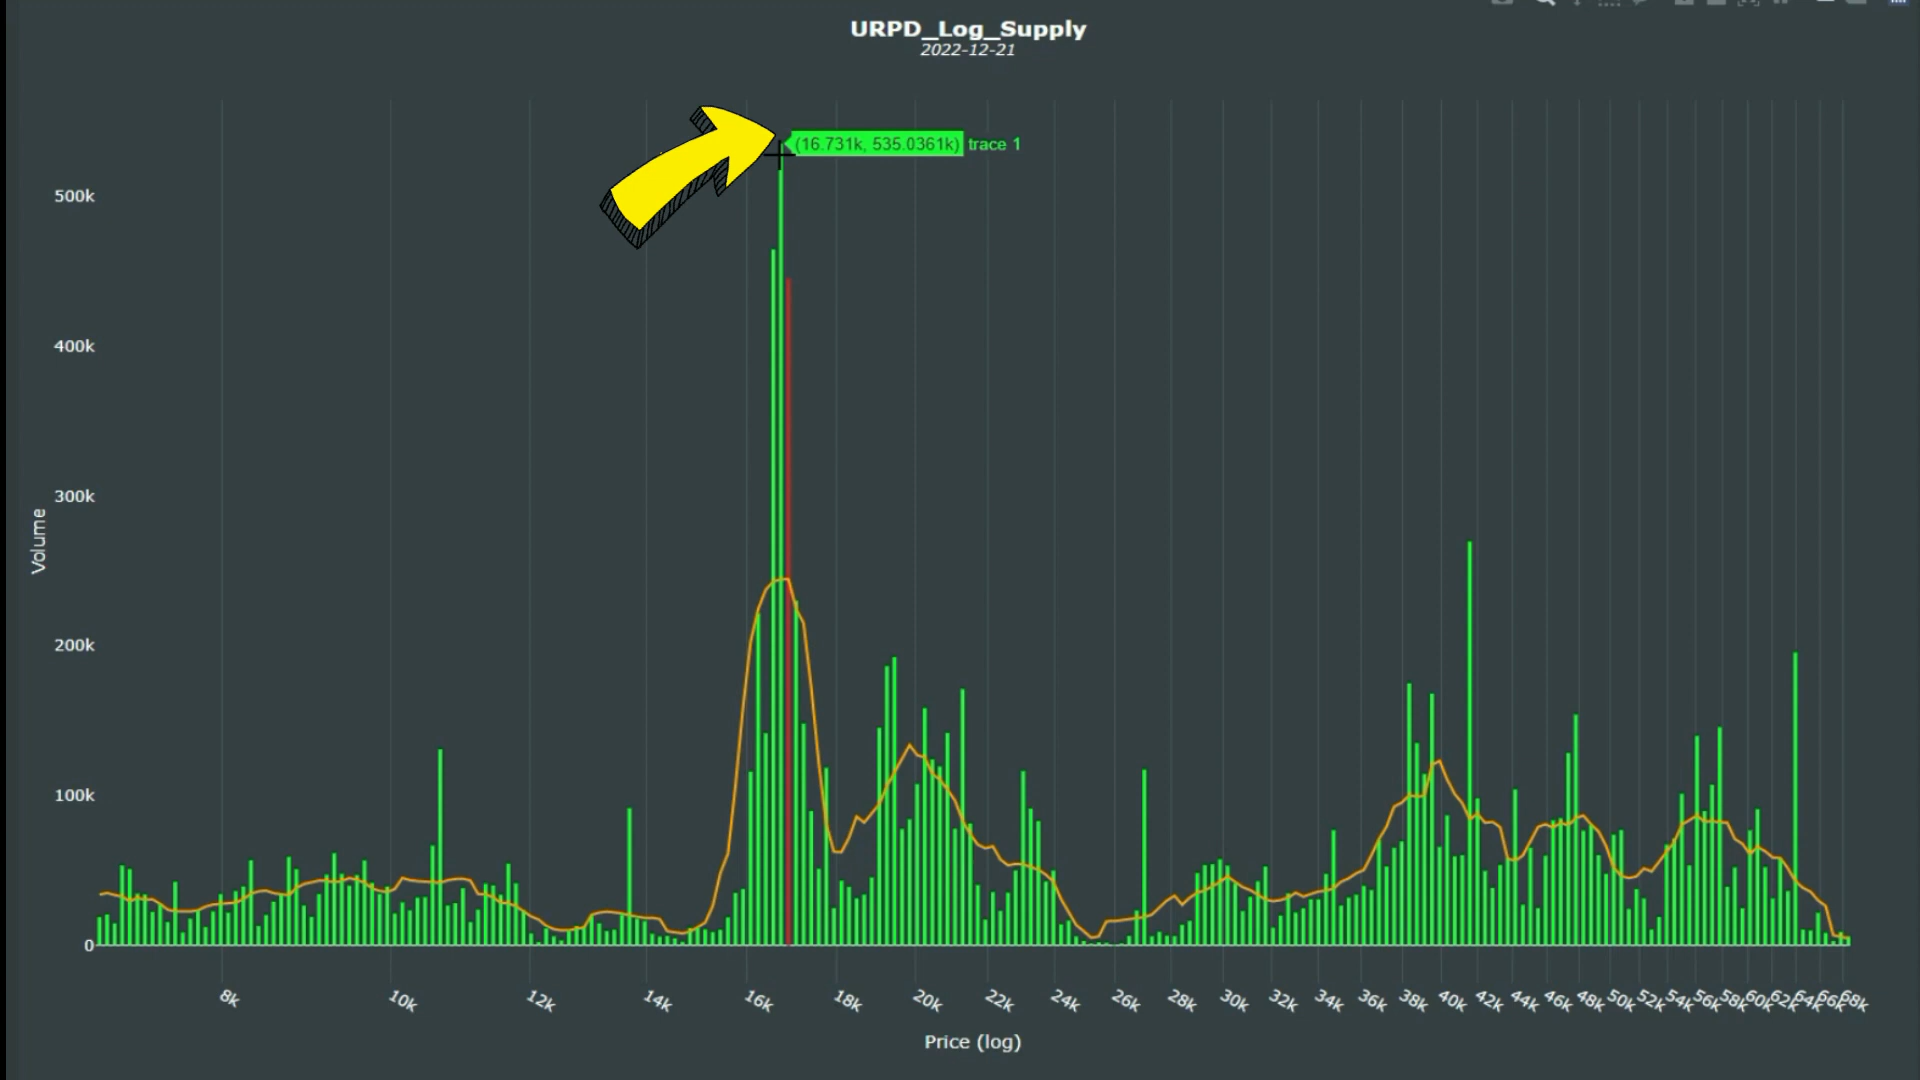 URPD_Log_Supply
2022-12-21
(16.731k, 535.0361k) trace 1
500k
400k
300k
200k
100k
0
Volume
8k 10k 12k 14k 16k 18k 20k 22k 24k 26k 28k 30k 32k 34k 36k 38k 40k 42k 44k 46k 48k 50k 52k 54k 56k 58k 60k 62k 64k 66k 68k
Price (log)